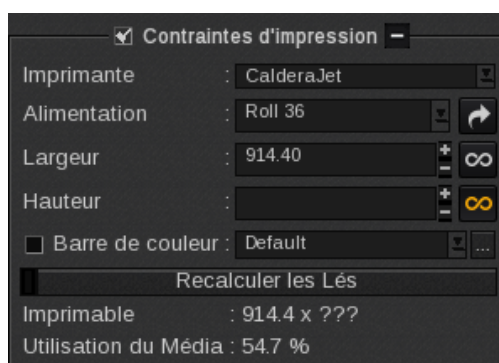 Contraintes d'impression
Imprimante : CalderaJet
Alimentation : Roll 36
Largeur : 914.40
Hauteur :
Barre de couleur : Default ...
Recalculer les Lés
Imprimable : 914.4 x ???
Utilisation du Média : 54.7 %